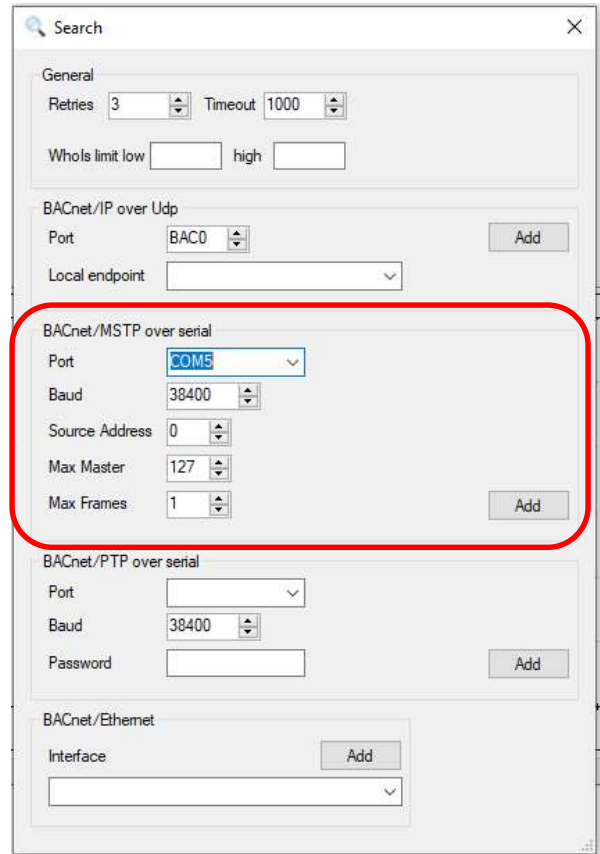 Search
General
Retries 3 Timeout 1000
WhoIs limit low high
BACnet/IP over Udp
Port BAC0 Add
Local endpoint
BACnet/MSTP over serial
Port COM5
Baud 38400
Source Address 0
Max Master 127
Max Frames 1 Add
BACnet/PTP over serial
Port
Baud 38400
Password Add
BACnet/Ethernet
Interface Add